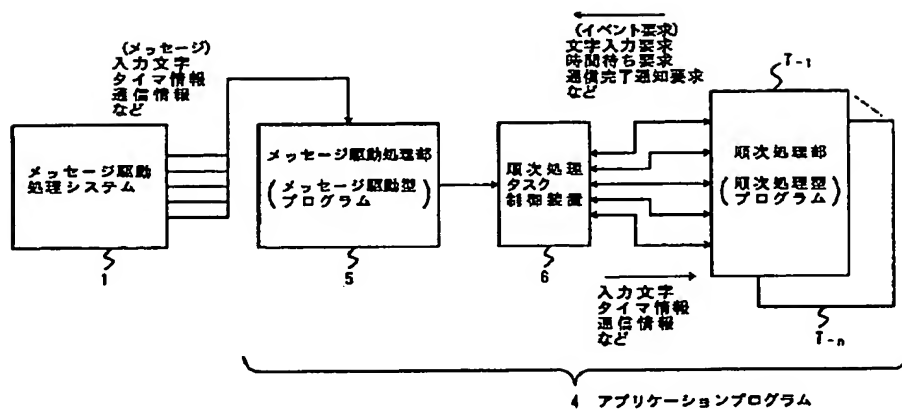 (メッセージ)
入力文字
タイマ情報
通信情報
など
メッセージ駆動
処理システム
1
メッセージ駆動処理部
(メッセージ駆動型
プログラム)
5
順次処理
タスク
制御装置
6
(イベント要求)
文字入力要求
時間待ち要求
通信完了通知要求
など
入力文字
タイマ情報
通信情報
など
T-1
順次処理部
(順次処理型
プログラム)
T-n
4 アプリケーションプログラム